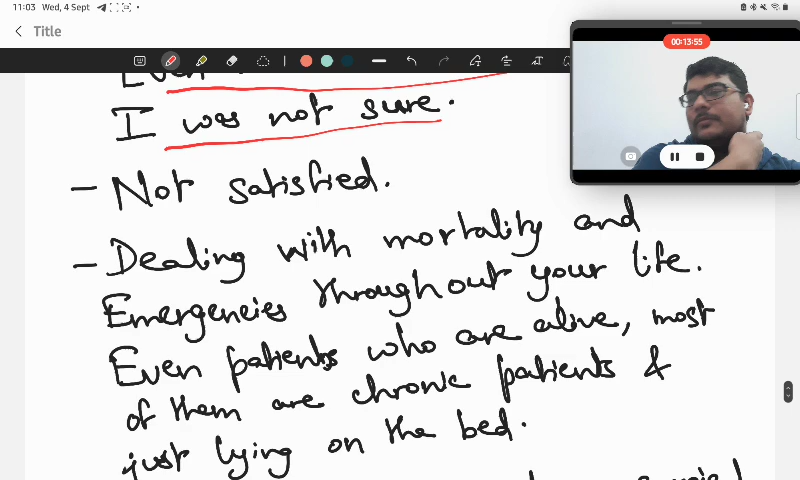 11:03 Wed, 4 Sept
Title
00:13:55
Even
I was not sure.
- Not satisfied.
- Dealing with mortality and
Emergencies throughout your life.
Even patients who are alive, most
of them are chronic patients &
just lying on the bed.